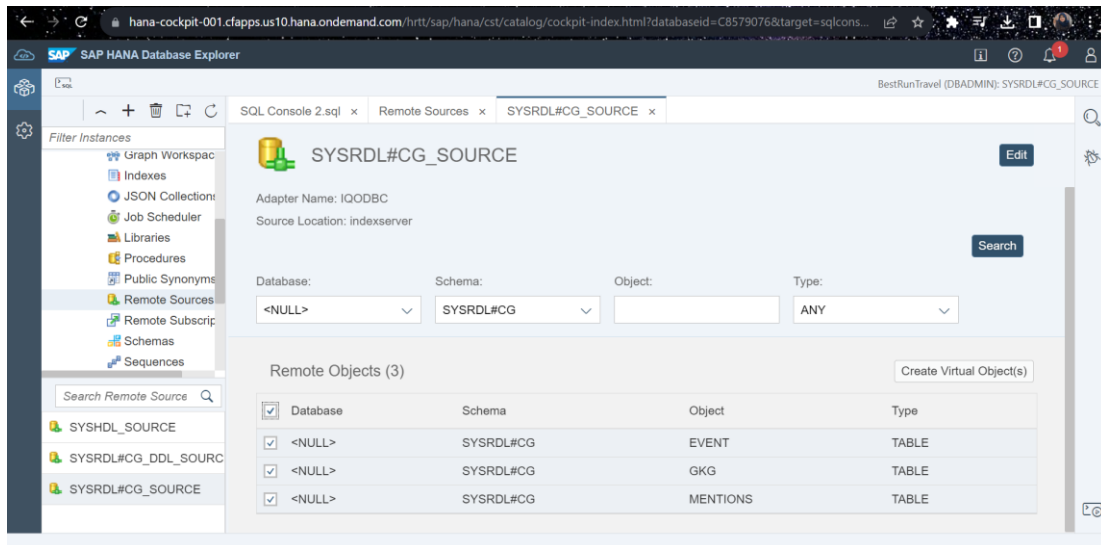 hana-cockpit-001.cfapps.us10.hana.ondemand.com/hrtt/sap/hana/cst/catalog/cockpit-index.html?databaseid=C8579076&target=sqlcons...
SAP SAP HANA Database Explorer
1
SQL
BestRunTravel (DBADMIN): SYSRDL#CG_SOURCE
SQL Console 2.sql × Remote Sources × SYSRDL#CG_SOURCE ×
Filter Instances
Graph Workspac
Indexes
JSON Collections
Job Scheduler
Libraries
Procedures
Public Synonyms
Remote Sources
Remote Subscrip
Schemas
Sequences
Search Remote Source
SYSHDL_SOURCE
SYSRDL#CG_DDL_SOURC
SYSRDL#CG_SOURCE
SYSRDL#CG_SOURCE
Edit
Adapter Name: IQODBC
Source Location: indexserver
Search
Database: Schema: Object: Type:
<NULL> SYSRDL#CG ANY
Remote Objects (3)
Create Virtual Object(s)
Database Schema Object Type
<NULL> SYSRDL#CG EVENT TABLE
<NULL> SYSRDL#CG GKG TABLE
<NULL> SYSRDL#CG MENTIONS TABLE